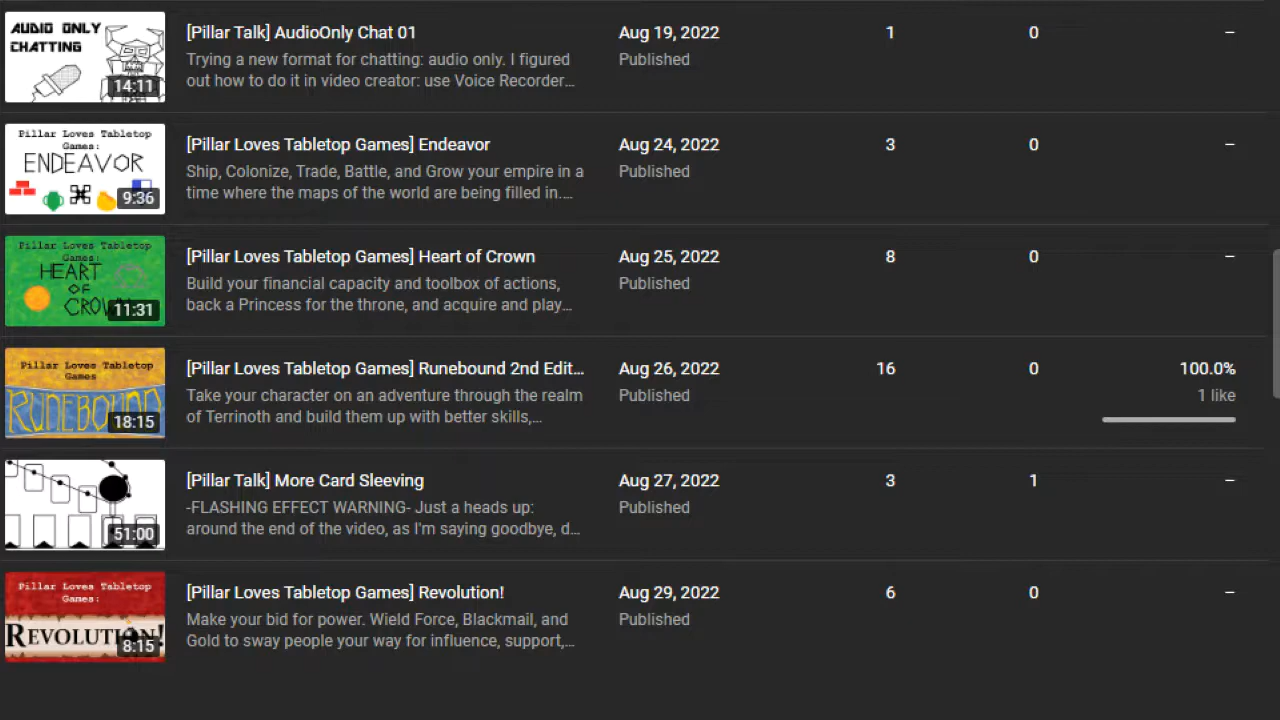 AUDIO ONLY
CHATTING
14:11
[Pillar Talk] AudioOnly Chat 01
Trying a new format for chatting: audio only. I figured
out how to do it in video creator: use Voice Recorder...
Aug 19, 2022
Published
1
0
–
Pillar Loves Tabletop
Games:
ENDEAVOR
9:36
[Pillar Loves Tabletop Games] Endeavor
Ship, Colonize, Trade, Battle, and Grow your empire in a
time where the maps of the world are being filled in....
Aug 24, 2022
Published
3
0
–
Pillar Loves Tabletop
Games:
HEART
OF
CROWN
11:31
[Pillar Loves Tabletop Games] Heart of Crown
Build your financial capacity and toolbox of actions,
back a Princess for the throne, and acquire and play...
Aug 25, 2022
Published
8
0
–
Pillar Loves Tabletop
Games
RUNEBOUND
18:15
[Pillar Loves Tabletop Games] Runebound 2nd Edit...
Take your character on an adventure through the realm
of Terrinoth and build them up with better skills,...
Aug 26, 2022
Published
16
0
100.0%
1 like
51:00
[Pillar Talk] More Card Sleeving
-FLASHING EFFECT WARNING- Just a heads up:
around the end of the video, as I'm saying goodbye, d...
Aug 27, 2022
Published
3
1
–
Pillar Loves Tabletop
Games:
REVOLUTION!
8:15
[Pillar Loves Tabletop Games] Revolution!
Make your bid for power. Wield Force, Blackmail, and
Gold to sway people your way for influence, support,...
Aug 29, 2022
Published
6
0
–